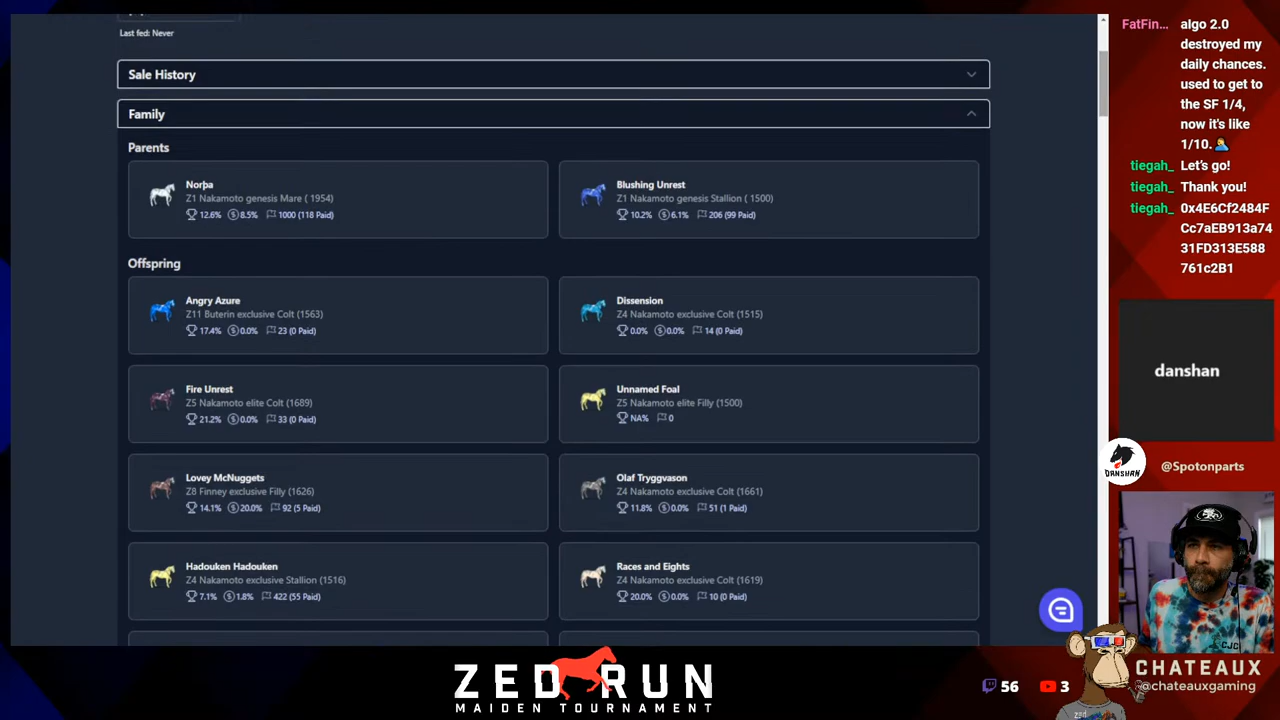 Last fed: Never
Sale History
Family
Parents
Norþa
Z1 Nakamoto genesis Mare ( 1954)
12.6% 8.5% 1000 (118 Paid)
Blushing Unrest
Z1 Nakamoto genesis Stallion ( 1500)
10.2% 6.1% 206 (99 Paid)
Offspring
Angry Azure
Z11 Buterin exclusive Colt (1563)
17.4% 0.0% 23 (0 Paid)
Dissension
Z4 Nakamoto exclusive Colt (1515)
0.0% 0.0% 14 (0 Paid)
Fire Unrest
Z5 Nakamoto elite Colt (1689)
21.2% 0.0% 33 (0 Paid)
Unnamed Foal
Z5 Nakamoto elite Filly (1500)
NA% 0
Lovey McNuggets
Z8 Finney exclusive Filly (1626)
14.1% 20.0% 92 (5 Paid)
Olaf Tryggvason
Z4 Nakamoto exclusive Colt (1661)
11.8% 0.0% 51 (1 Paid)
Hadouken Hadouken
Z4 Nakamoto exclusive Stallion (1516)
7.1% 1.8% 422 (55 Paid)
Races and Eights
Z4 Nakamoto exclusive Colt (1619)
20.0% 0.0% 10 (0 Paid)
FatFin... algo 2.0
destroyed my
daily chances.
used to get to
the SF 1/4,
now it's like
1/10.
tiegah_ Let's go!
tiegah_ Thank you!
tiegah_ 0x4E6Cf2484F
Cc7aEB913a74
31FD313E588
761c2B1
danshan
DANSHAN
@Spotonparts
CJC
ZED RUN
MAIDEN TOURNAMENT
56
3
CHATEAUX
@chateauxgaming
ZED